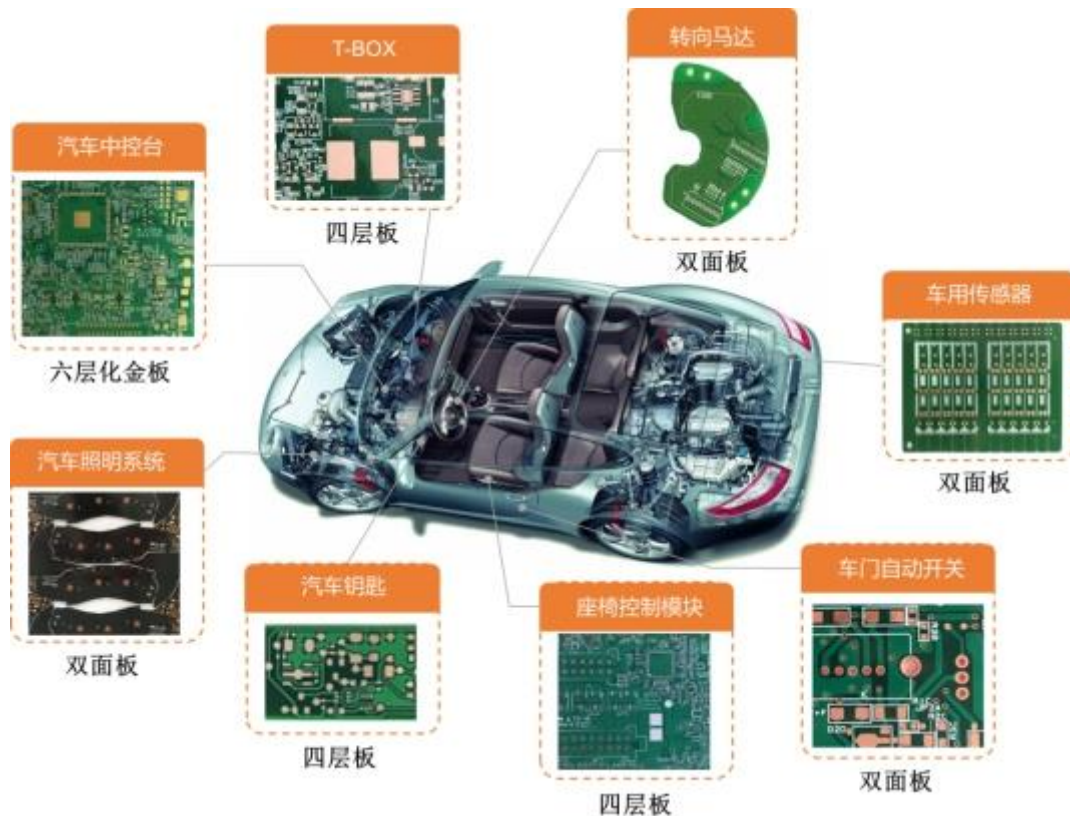 T-BOX
四层板
转向马达
双面板
汽车中控台
六层化金板
车用传感器
双面板
汽车照明系统
双面板
汽车钥匙
四层板
座椅控制模块
四层板
车门自动开关
双面板